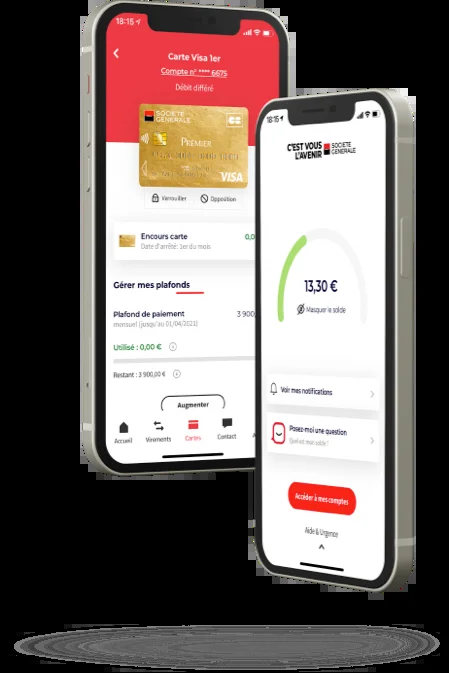 18:15
Carte Visa 1er
Compte n° **** 6675
Débit différé
SOCIETE
GENERALE
CB
PREMIER
VISA
Verrouiller
Opposition
Encours carte
0,0
Date d'arrêté: 1er du mois
Gérer mes plafonds
Plafond de paiement
3 900,
mensuel (jusqu'au 01/04/2021)
Utilisé : 0,00 €
Restant : 3 900,00 €
Augmenter
Accueil
Virements
Cartes
Contact
18:15
C'EST VOUS
L'AVENIR
SOCIETE
GENERALE
13,30 €
Masquer le solde
Voir mes notifications
Posez-moi une question
Quel est mon solde ?
Accéder à mes comptes
Aide & Urgence